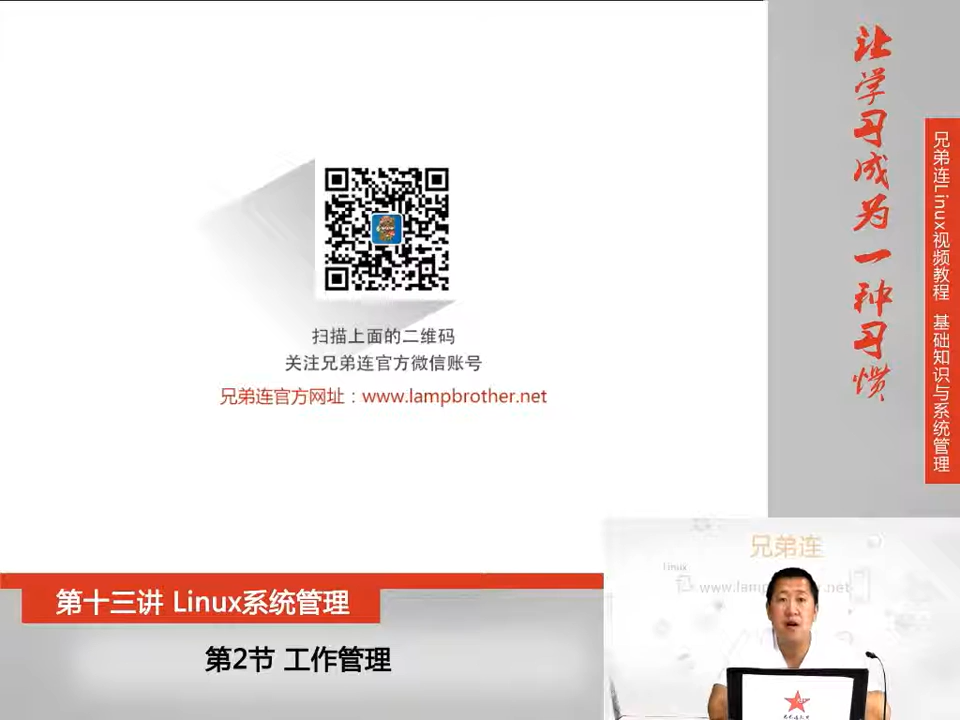 扫描上面的二维码
关注兄弟连官方微信账号
兄弟连官方网址：www.lampbrother.net
让学习成为一种习惯
兄弟连Linux视频教程 基础知识与系统管理
第十三讲 Linux系统管理
第2节 工作管理
兄弟连
Linux
www.lamp
.net